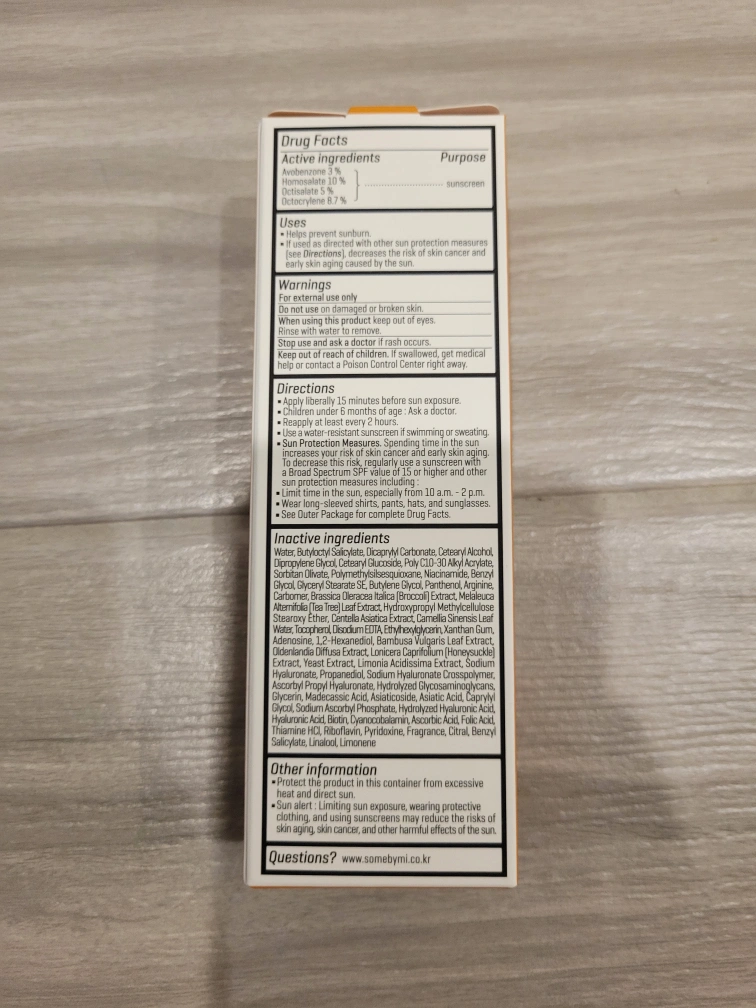 Drug Facts
Active ingredients Purpose
Avobenzone 3 %
Homosalate 10 %
Octisalate 5 %
Octocrylene 8.7 %
sunscreen
Uses
▪ Helps prevent sunburn.
▪ If used as directed with other sun protection measures
(see Directions), decreases the risk of skin cancer and
early skin aging caused by the sun.
Warnings
For external use only
Do not use on damaged or broken skin.
When using this product keep out of eyes.
Rinse with water to remove.
Stop use and ask a doctor if rash occurs.
Keep out of reach of children. If swallowed, get medical
help or contact a Poison Control Center right away.
Directions
▪ Apply liberally 15 minutes before sun exposure.
▪ Children under 6 months of age : Ask a doctor.
▪ Reapply at least every 2 hours.
▪ Use a water-resistant sunscreen if swimming or sweating.
▪ Sun Protection Measures. Spending time in the sun
increases your risk of skin cancer and early skin aging.
To decrease this risk, regularly use a sunscreen with
a Broad Spectrum SPF value of 15 or higher and other
sun protection measures including :
▪ Limit time in the sun, especially from 10 a.m. - 2 p.m.
▪ Wear long-sleeved shirts, pants, hats, and sunglasses.
▪ See Outer Package for complete Drug Facts.
Inactive ingredients
Water, Butyloctyl Salicylate, Dicaprylyl Carbonate, Cetearyl Alcohol,
Dipropylene Glycol, Cetearyl Glucoside, Poly C10-30 Alkyl Acrylate,
Sorbitan Olivate, Polymethylsilsesquioxane, Niacinamide, Benzyl
Glycol, Glyceryl Stearate SE, Butylene Glycol, Panthenol, Arginine,
Carbomer, Brassica Oleracea Italica (Broccoli) Extract, Melaleuca
Alternifolia (Tea Tree) Leaf Extract, Hydroxypropyl Methylcellulose
Stearoxy Ether, Centella Asiatica Extract, Camellia Sinensis Leaf
Water, Tocopherol, Disodium EDTA, Ethylhexylglycerin, Xanthan Gum,
Adenosine, 1,2-Hexanediol, Bambusa Vulgaris Leaf Extract,
Oldenlandia Diffusa Extract, Lonicera Caprifolium (Honeysuckle)
Extract, Yeast Extract, Limonia Acidissima Extract, Sodium
Hyaluronate, Propanediol, Sodium Hyaluronate Crosspolymer,
Ascorbyl Propyl Hyaluronate, Hydrolyzed Glycosaminoglycans,
Glycerin, Madecassic Acid, Asiaticoside, Asiatic Acid, Caprylyl
Glycol, Sodium Ascorbyl Phosphate, Hydrolyzed Hyaluronic Acid,
Hyaluronic Acid, Biotin, Cyanocobalamin, Ascorbic Acid, Folic Acid,
Thiamine HCl, Riboflavin, Pyridoxine, Fragrance, Citral, Benzyl
Salicylate, Linalool, Limonene
Other information
▪ Protect the product in this container from excessive
heat and direct sun.
▪ Sun alert : Limiting sun exposure, wearing protective
clothing, and using sunscreens may reduce the risks of
skin aging, skin cancer, and other harmful effects of the sun.
Questions? www.somebymi.co.kr